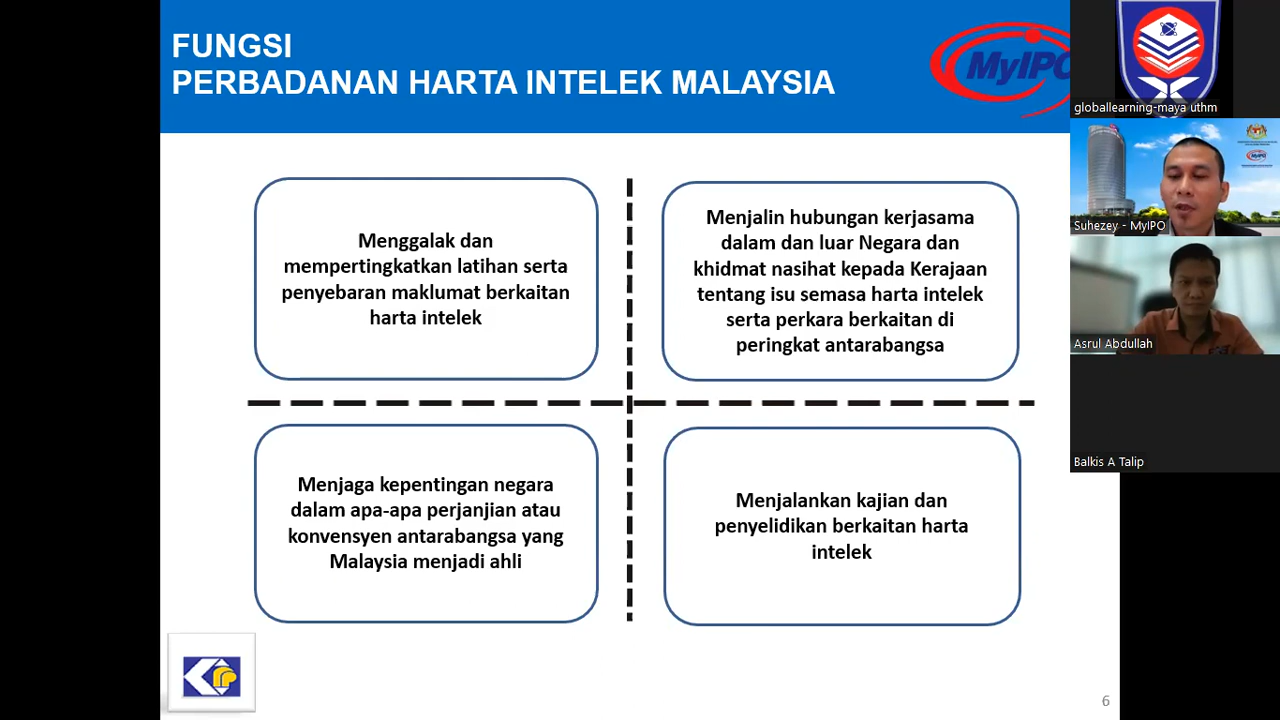 FUNGSI
PERBADANAN HARTA INTELEK MALAYSIA
MyIPO
Menggalak dan
mempertingkatkan latihan serta
penyebaran maklumat berkaitan
harta intelek
Menjalin hubungan kerjasama
dalam dan luar Negara dan
khidmat nasihat kepada Kerajaan
tentang isu semasa harta intelek
serta perkara berkaitan di
peringkat antarabangsa
Menjaga kepentingan negara
dalam apa-apa perjanjian atau
konvensyen antarabangsa yang
Malaysia menjadi ahli
Menjalankan kajian dan
penyelidikan berkaitan harta
intelek
6
globallearning-maya uthm
MyIPO
Suhezey - MyIPO
Asrul Abdullah
Balkis A Talip